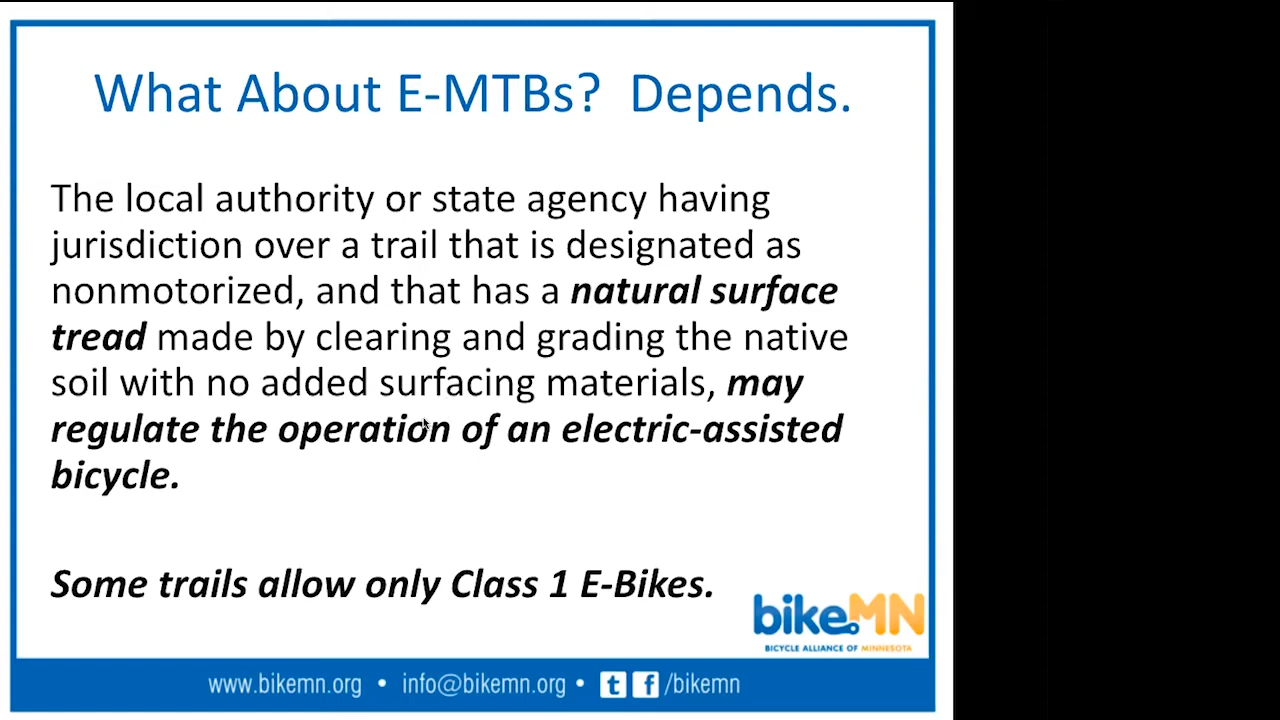 What About E-MTBs?  Depends.
The local authority or state agency having
jurisdiction over a trail that is designated as
nonmotorized, and that has a natural surface
tread made by clearing and grading the native
soil with no added surfacing materials, may
regulate the operation of an electric-assisted
bicycle.
Some trails allow only Class 1 E-Bikes.
bikeMN
BICYCLE ALLIANCE OF MINNESOTA
www.bikemn.org • info@bikemn.org • t f /bikemn